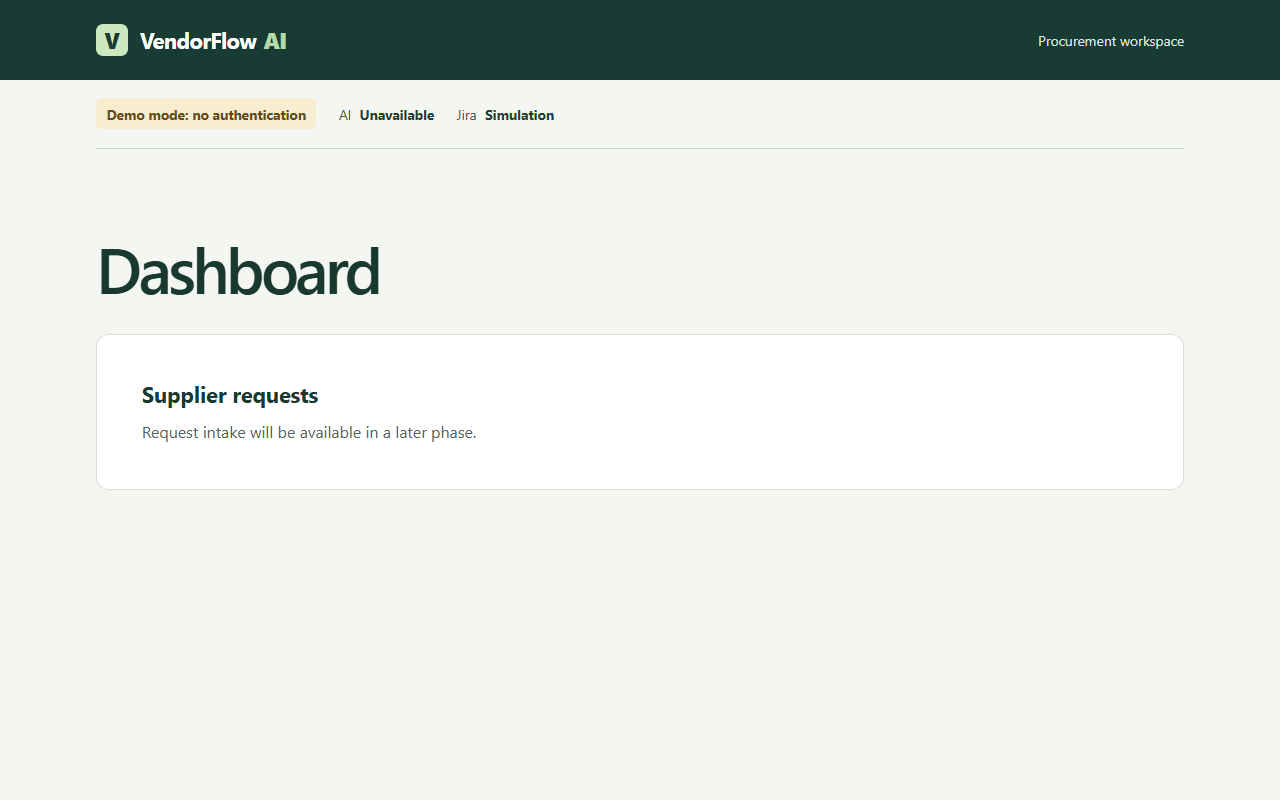 V VendorFlow AI
Procurement workspace
Demo mode: no authentication AI Unavailable Jira Simulation
Dashboard
Supplier requests
Request intake will be available in a later phase.